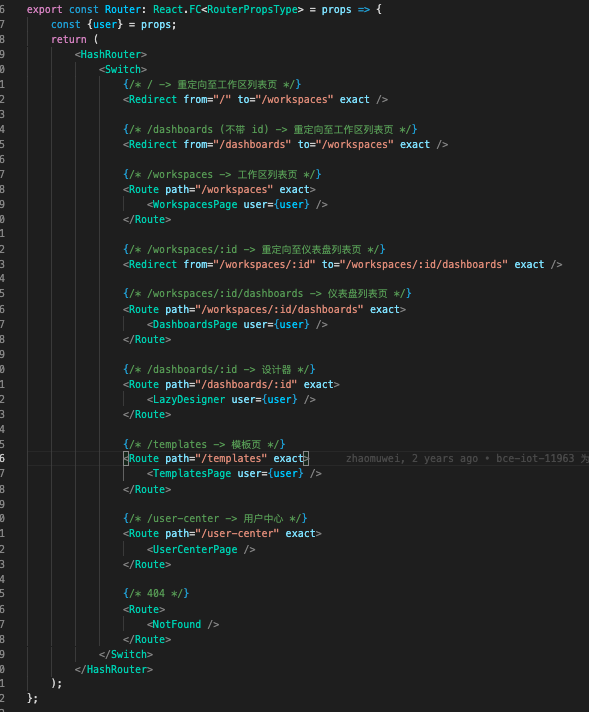 6 export const Router: React.FC<RouterPropsType> = props => {
7 const {user} = props;
8 return (
9 <HashRouter>
0 <Switch>
1 {/* / -> 重定向至工作区列表页 */}
2 <Redirect from="/" to="/workspaces" exact />
3
4 {/* /dashboards (不带 id) -> 重定向至工作区列表页 */}
5 <Redirect from="/dashboards" to="/workspaces" exact />
6
7 {/* /workspaces -> 工作区列表页 */}
8 <Route path="/workspaces" exact>
9 <WorkspacesPage user={user} />
0 </Route>
1
2 {/* /workspaces/:id -> 重定向至仪表盘列表页 */}
3 <Redirect from="/workspaces/:id" to="/workspaces/:id/dashboards" exact />
4
5 {/* /workspaces/:id/dashboards -> 仪表盘列表页 */}
6 <Route path="/workspaces/:id/dashboards" exact>
7 <DashboardsPage user={user} />
8 </Route>
9
0 {/* /dashboards/:id -> 设计器 */}
1 <Route path="/dashboards/:id" exact>
2 <LazyDesigner user={user} />
3 </Route>
4
5 {/* /templates -> 模板页 */}
6 <Route path="/templates" exact> zhaomuwei, 2 years ago • bce-iot-11963 为
7 <TemplatesPage user={user} />
8 </Route>
9
0 {/* /user-center -> 用户中心 */}
1 <Route path="/user-center" exact>
2 <UserCenterPage />
3 </Route>
4
5 {/* 404 */}
6 <Route>
7 <NotFound />
8 </Route>
9 </Switch>
0 </HashRouter>
1 );
2 };